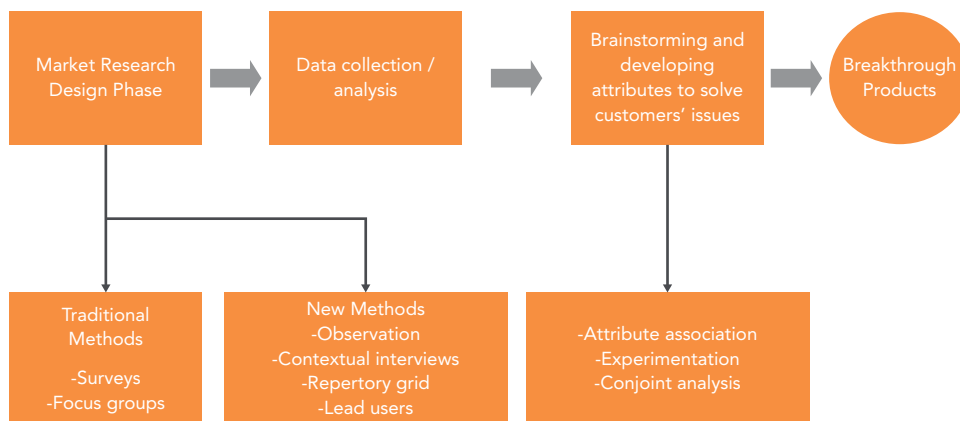 Market Research
Design Phase
Data collection /
analysis
Brainstorming and
developing
attributes to solve
customers’ issues
Breakthrough
Products
Traditional
Methods
-Surveys
-Focus groups
New Methods
-Observation
-Contextual interviews
-Repertory grid
-Lead users
-Attribute association
-Experimentation
-Conjoint analysis